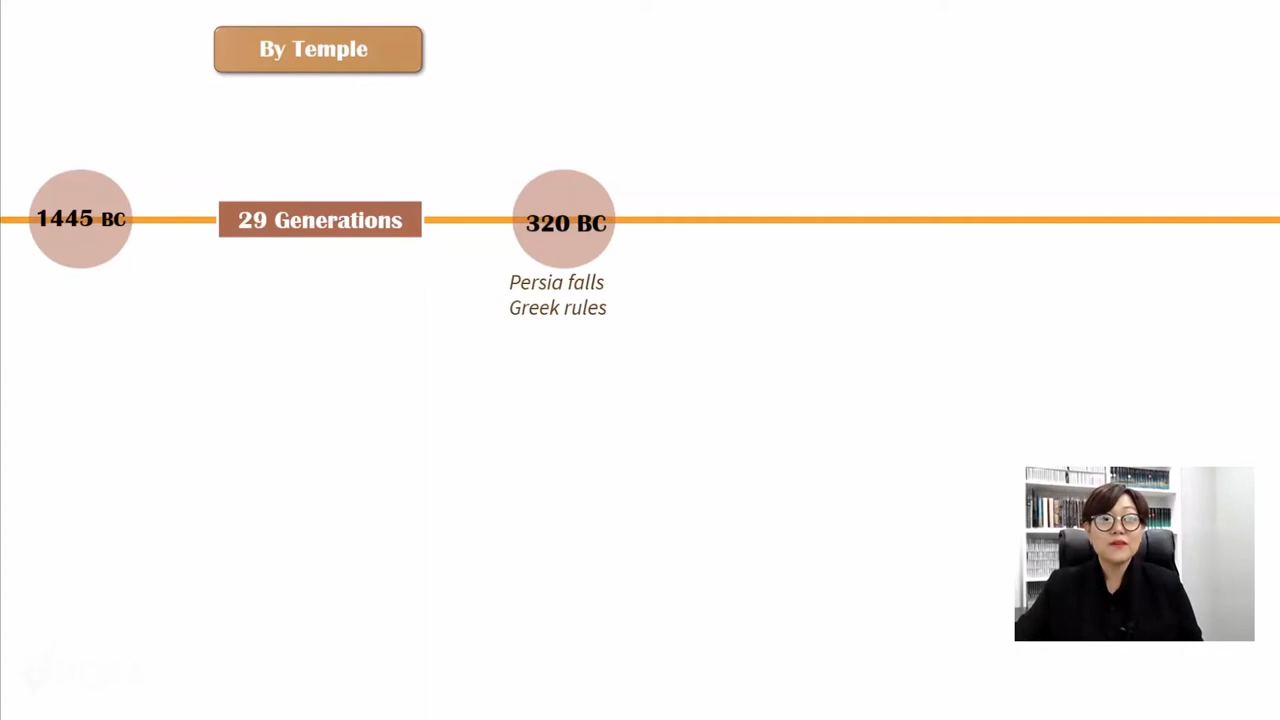 By Temple
1445 BC
29 Generations
320 BC
Persia falls
Greek rules